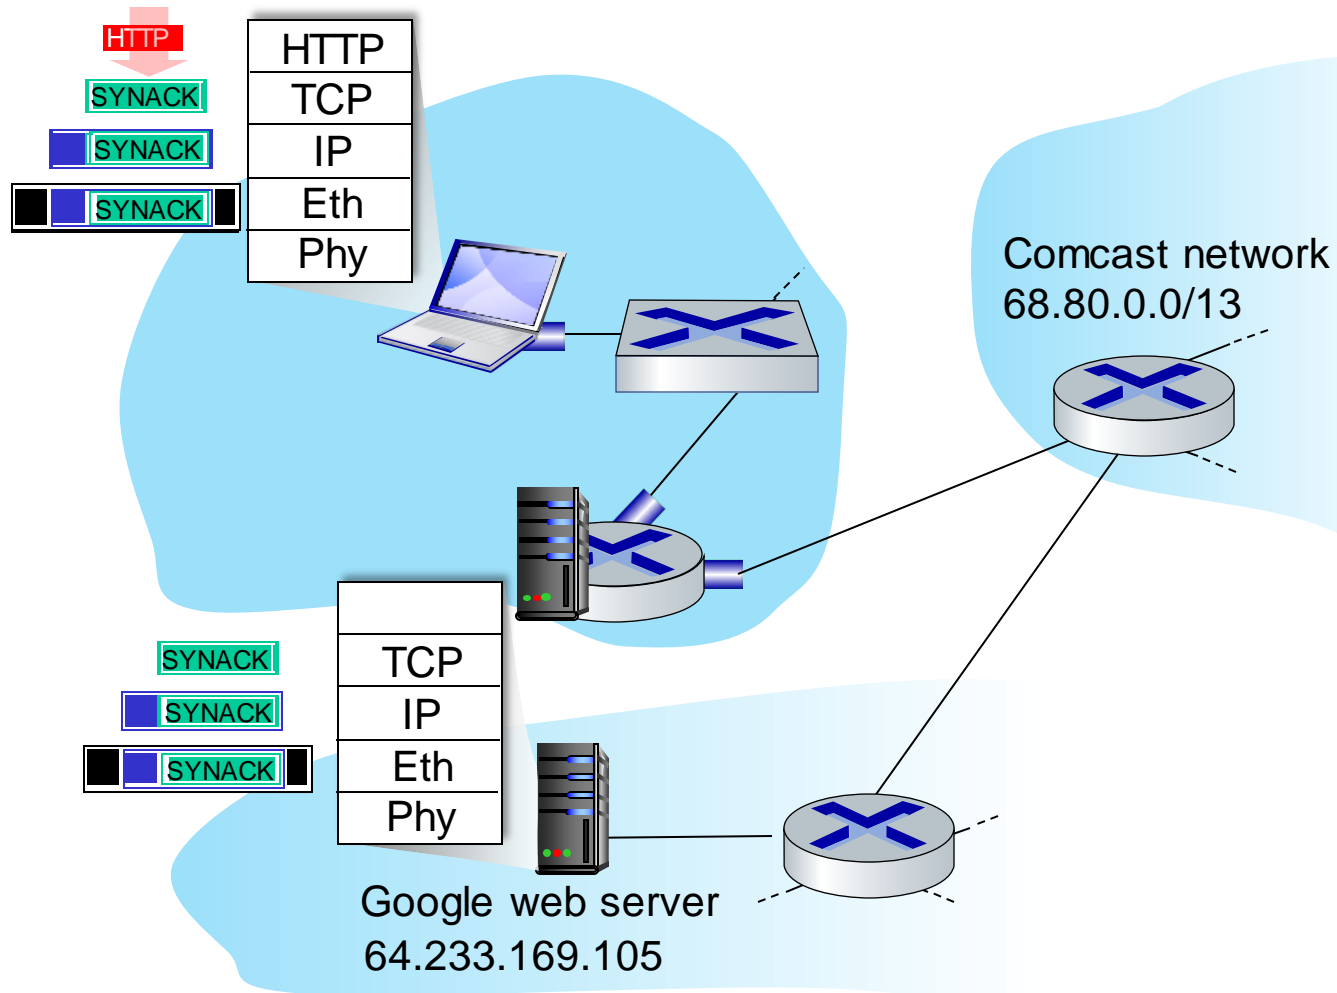 HTTP
SYNACK
SYNACK
SYNACK
HTTP
TCP
IP
Eth
Phy
Comcast network
68.80.0.0/13
SYNACK
SYNACK
SYNACK
TCP
IP
Eth
Phy
Google web server
64.233.169.105